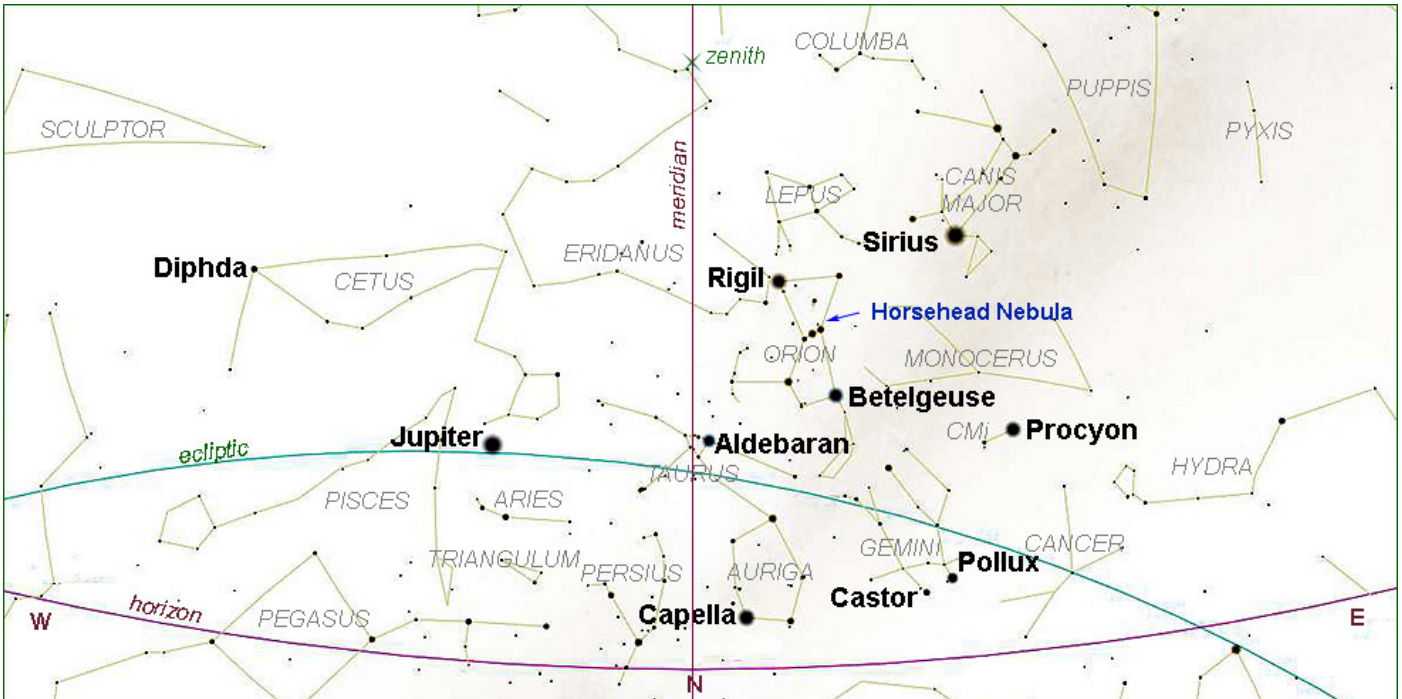 COLUMBA
zenith
PUPPIS
SCULPTOR
PYXIS
meridian
CANIS
MAJOR
LEPUS
Sirius
ERIDANUS
Diphda
CETUS
Rigil
Horsehead Nebula
ORION
MONOCERUS
Betelgeuse
Jupiter
Aldebaran
CMi
Procyon
ecliptic
TAURUS
HYDRA
PISCES
ARIES
GEMINI
CANCER
TRIANGULUM
PERSIUS
AURIGA
Pollux
Castor
horizon
PEGASUS
Capella
W
E
N